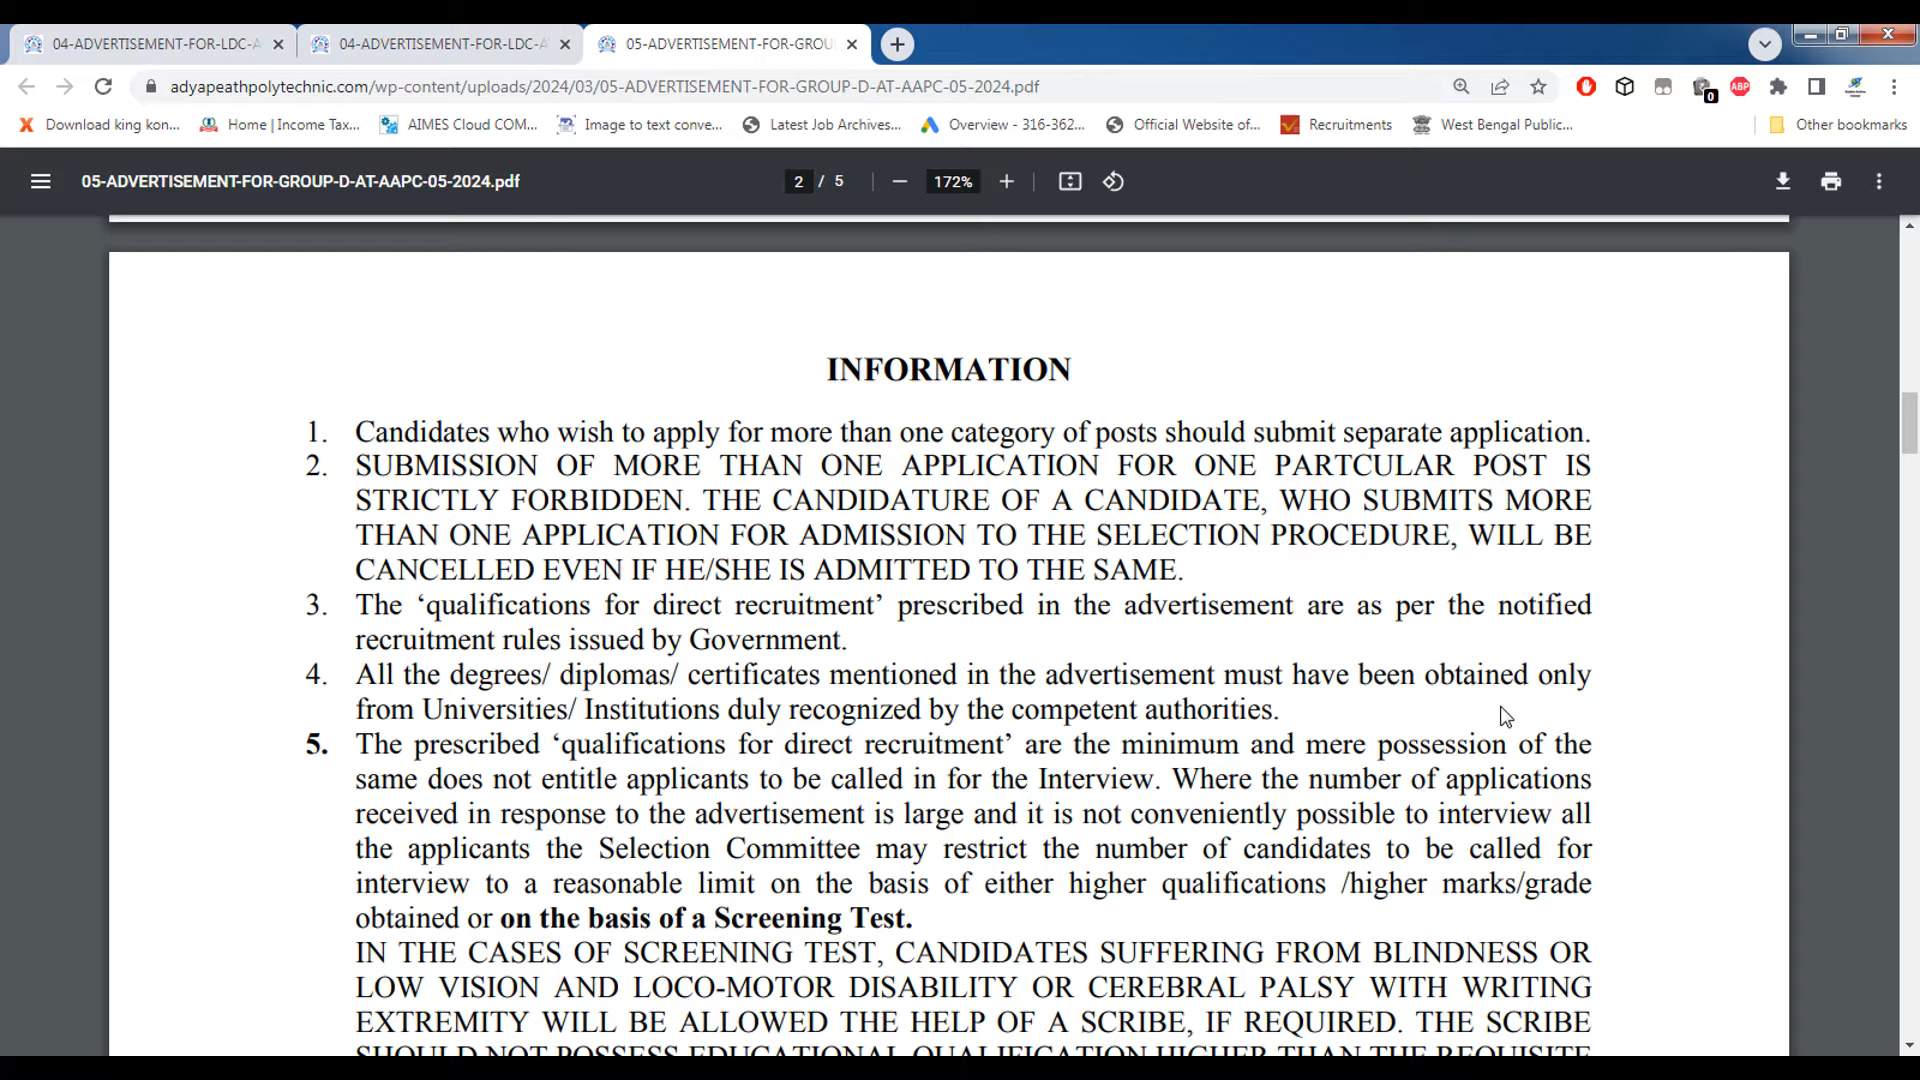 04-ADVERTISEMENT-FOR-LDC-A
04-ADVERTISEMENT-FOR-LDC-A
05-ADVERTISEMENT-FOR-GROU
adyapeathpolytechnic.com/wp-content/uploads/2024/03/05-ADVERTISEMENT-FOR-GROUP-D-AT-AAPC-05-2024.pdf
0
ABP
Download king kon...
Home | Income Tax...
AIMES Cloud COM...
Image to text conve...
Latest Job Archives...
Overview - 316-362...
Official Website of...
Recruitments
West Bengal Public...
Other bookmarks
05-ADVERTISEMENT-FOR-GROUP-D-AT-AAPC-05-2024.pdf
2 / 5
172%
INFORMATION
1. Candidates who wish to apply for more than one category of posts should submit separate application.
2. SUBMISSION OF MORE THAN ONE APPLICATION FOR ONE PARTCULAR POST IS
STRICTLY FORBIDDEN. THE CANDIDATURE OF A CANDIDATE, WHO SUBMITS MORE
THAN ONE APPLICATION FOR ADMISSION TO THE SELECTION PROCEDURE, WILL BE
CANCELLED EVEN IF HE/SHE IS ADMITTED TO THE SAME.
3. The ‘qualifications for direct recruitment’ prescribed in the advertisement are as per the notified
recruitment rules issued by Government.
4. All the degrees/ diplomas/ certificates mentioned in the advertisement must have been obtained only
from Universities/ Institutions duly recognized by the competent authorities.
5. The prescribed ‘qualifications for direct recruitment’ are the minimum and mere possession of the
same does not entitle applicants to be called in for the Interview. Where the number of applications
received in response to the advertisement is large and it is not conveniently possible to interview all
the applicants the Selection Committee may restrict the number of candidates to be called for
interview to a reasonable limit on the basis of either higher qualifications /higher marks/grade
obtained or on the basis of a Screening Test.
IN THE CASES OF SCREENING TEST, CANDIDATES SUFFERING FROM BLINDNESS OR
LOW VISION AND LOCO-MOTOR DISABILITY OR CEREBRAL PALSY WITH WRITING
EXTREMITY WILL BE ALLOWED THE HELP OF A SCRIBE, IF REQUIRED. THE SCRIBE
SHOULD NOT POSSESS EDUCATIONAL QUALIFICATION HIGHER THAN THE REQUISITE